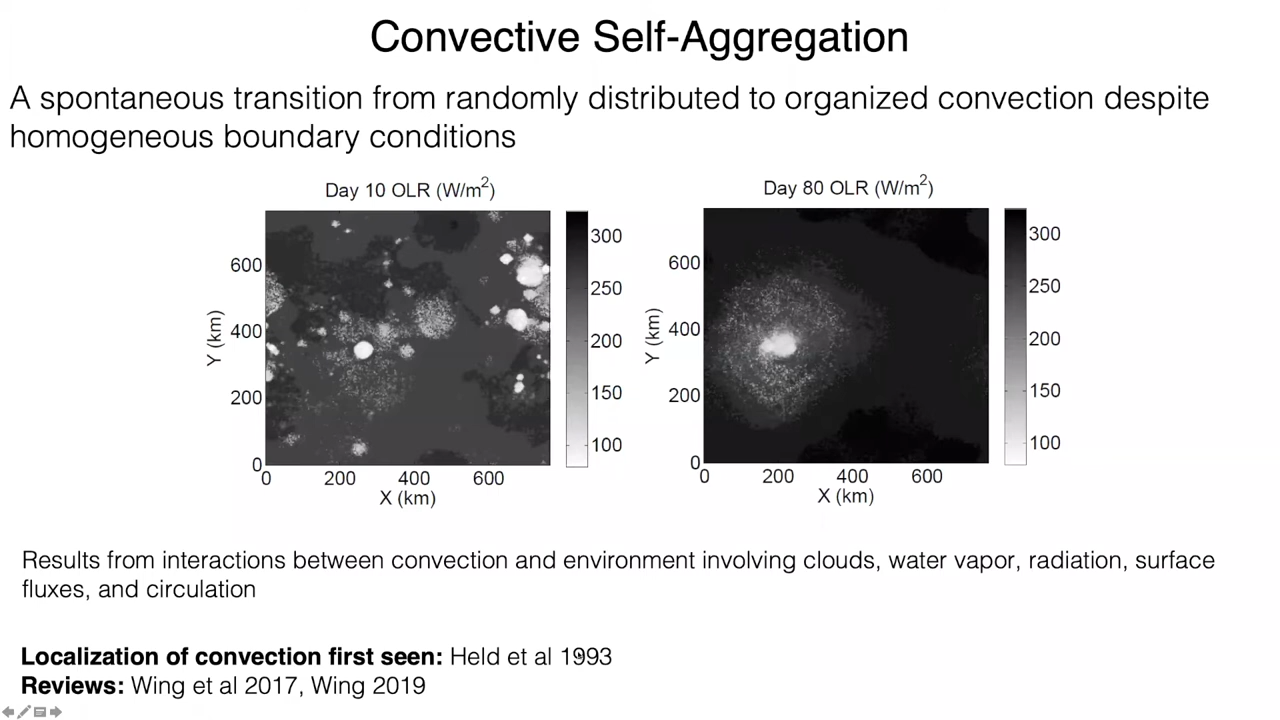 Convective Self-Aggregation
A spontaneous transition from randomly distributed to organized convection despite
homogeneous boundary conditions
Day 10 OLR (W/m²)
300
250
200
150
100
600
400
200
0
Y (km)
0 200 400 600
X (km)
Day 80 OLR (W/m²)
300
250
200
150
100
600
400
200
0
Y (km)
0 200 400 600
X (km)
Results from interactions between convection and environment involving clouds, water vapor, radiation, surface
fluxes, and circulation
Localization of convection first seen: Held et al 1993
Reviews: Wing et al 2017, Wing 2019